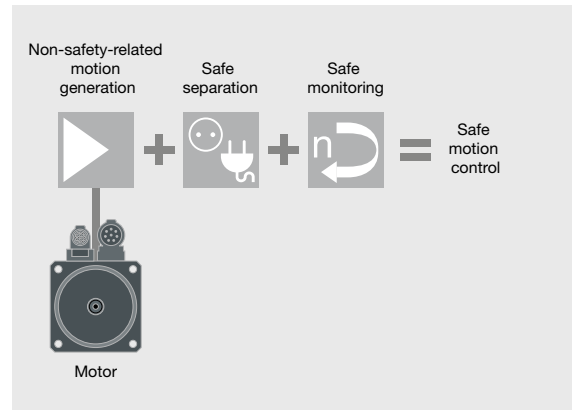 Non-safety-related
motion
generation
Safe
separation
Safe
monitoring
n
Safe
motion
control
Motor